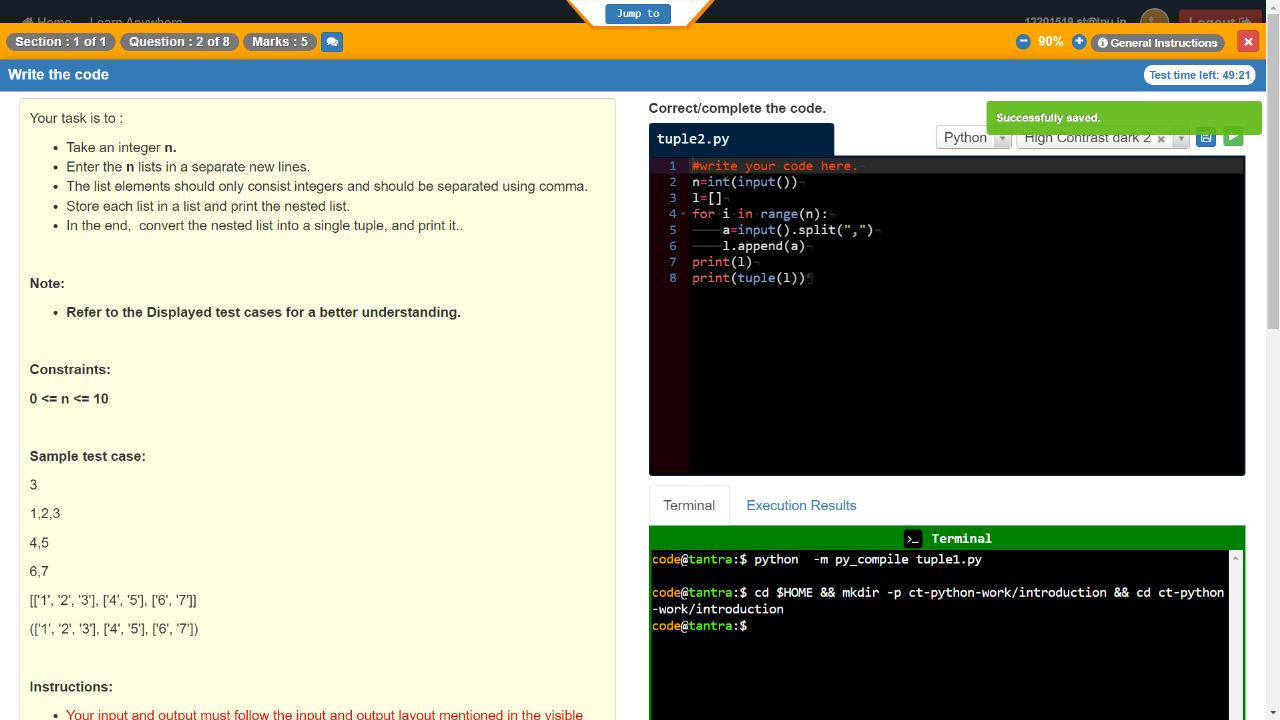 Jump to
Home Learn Anywhere
12201519.st@lpu.in Logout
Section : 1 of 1 Question : 2 of 8 Marks : 5
90% General Instructions
Write the code
Test time left: 49:21
Your task is to :
Take an integer n.
Enter the n lists in a separate new lines.
The list elements should only consist integers and should be separated using comma.
Store each list in a list and print the nested list.
In the end,  convert the nested list into a single tuple, and print it..
Note:
Refer to the Displayed test cases for a better understanding.
Constraints:
0 <= n <= 10
Sample test case:
3
1,2,3
4,5
6,7
[['1', '2', '3'], ['4', '5'], ['6', '7']]
(['1', '2', '3'], ['4', '5'], ['6', '7'])
Instructions:
Your input and output must follow the input and output layout mentioned in the visible
Correct/complete the code.
Successfully saved.
tuple2.py
Python High Contrast dark 2
1 #write your code here.
2 n=int(input())
3 l=[]
4 for i in range(n):
5 a=input().split(",")
6 l.append(a)
7 print(l)
8 print(tuple(l))
Terminal Execution Results
Terminal
code@tantra:$ python  -m py_compile tuple1.py
code@tantra:$ cd $HOME && mkdir -p ct-python-work/introduction && cd ct-python
-work/introduction
code@tantra:$